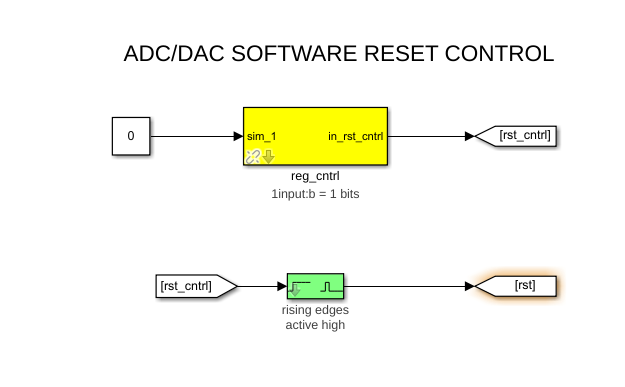 ADC/DAC SOFTWARE RESET CONTROL
0
sim_1
in_rst_cntrl
[rst_cntrl]
reg_cntrl
1input:b = 1 bits
[rst_cntrl]
[rst]
rising edges
active high